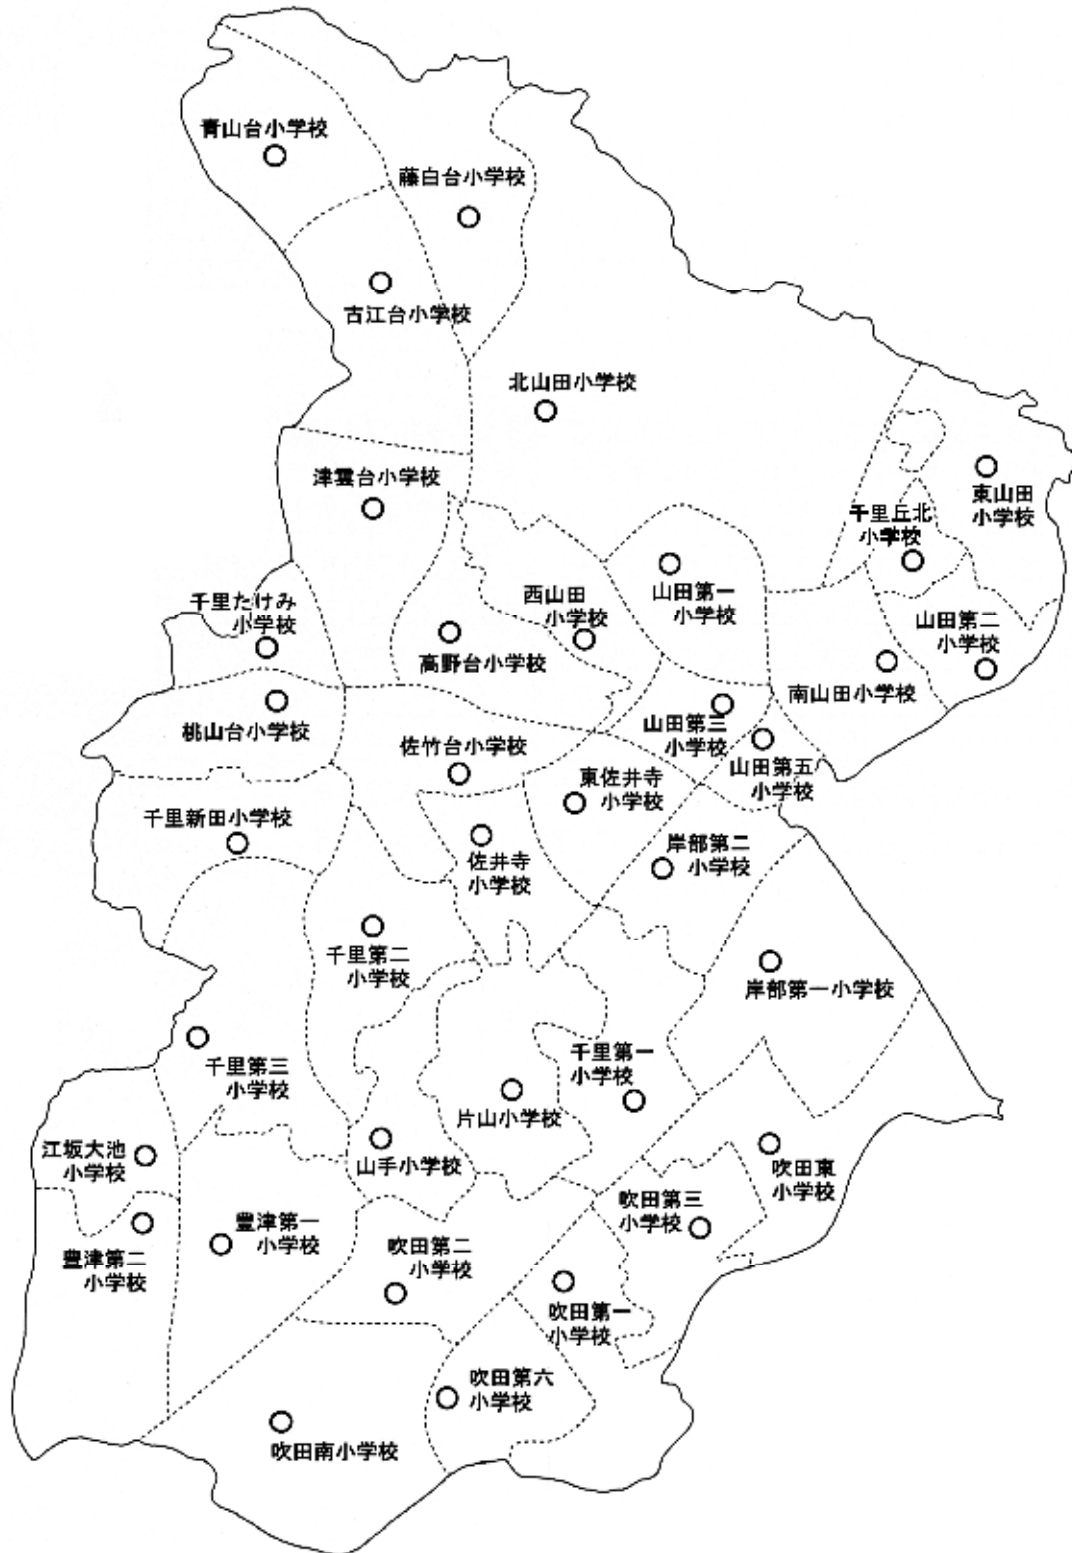 青山台小学校
藤白台小学校
古江台小学校
北山田小学校
津雲台小学校
東山田
小学校
千里丘北
小学校
千里たけみ
小学校
西山田
小学校
山田第一
小学校
山田第二
小学校
高野台小学校
南山田小学校
桃山台小学校
佐竹台小学校
山田第三
小学校
山田第五
小学校
東佐井寺
小学校
千里新田小学校
佐井寺
小学校
岸部第二
小学校
千里第二
小学校
岸部第一小学校
千里第三
小学校
千里第一
小学校
片山小学校
江坂大池
小学校
山手小学校
吹田東
小学校
吹田第三
小学校
豊津第二
小学校
豊津第一
小学校
吹田第二
小学校
吹田第一
小学校
吹田第六
小学校
吹田南小学校